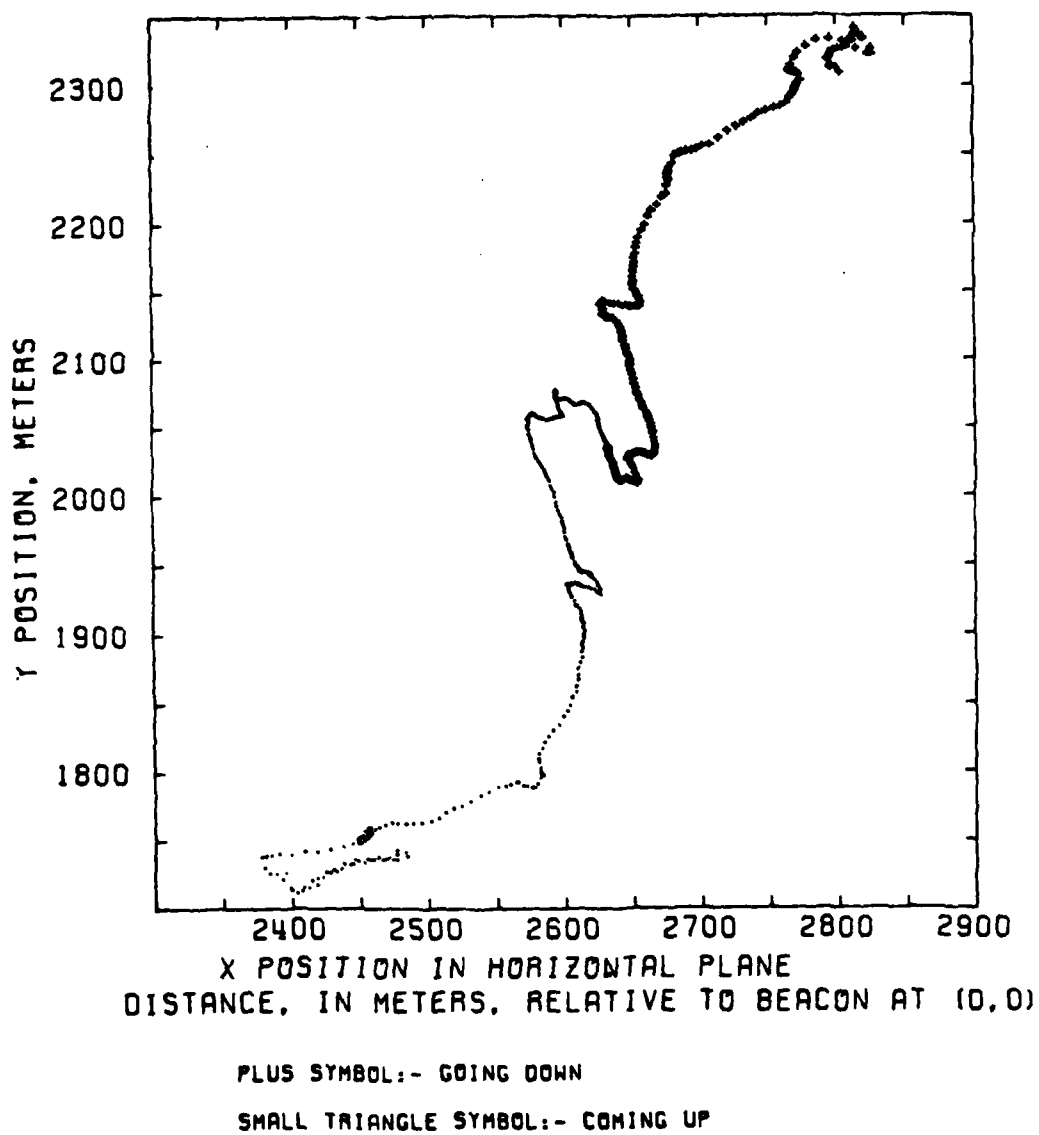 2300
2200
2100
2000
1900
1800
Y POSITION, METERS
2400 2500 2600 2700 2800 2900
X POSITION IN HORIZONTAL PLANE
DISTANCE, IN METERS, RELATIVE TO BEACON AT (0,0)
PLUS SYMBOL:- GOING DOWN
SMALL TRIANGLE SYMBOL:- COMING UP